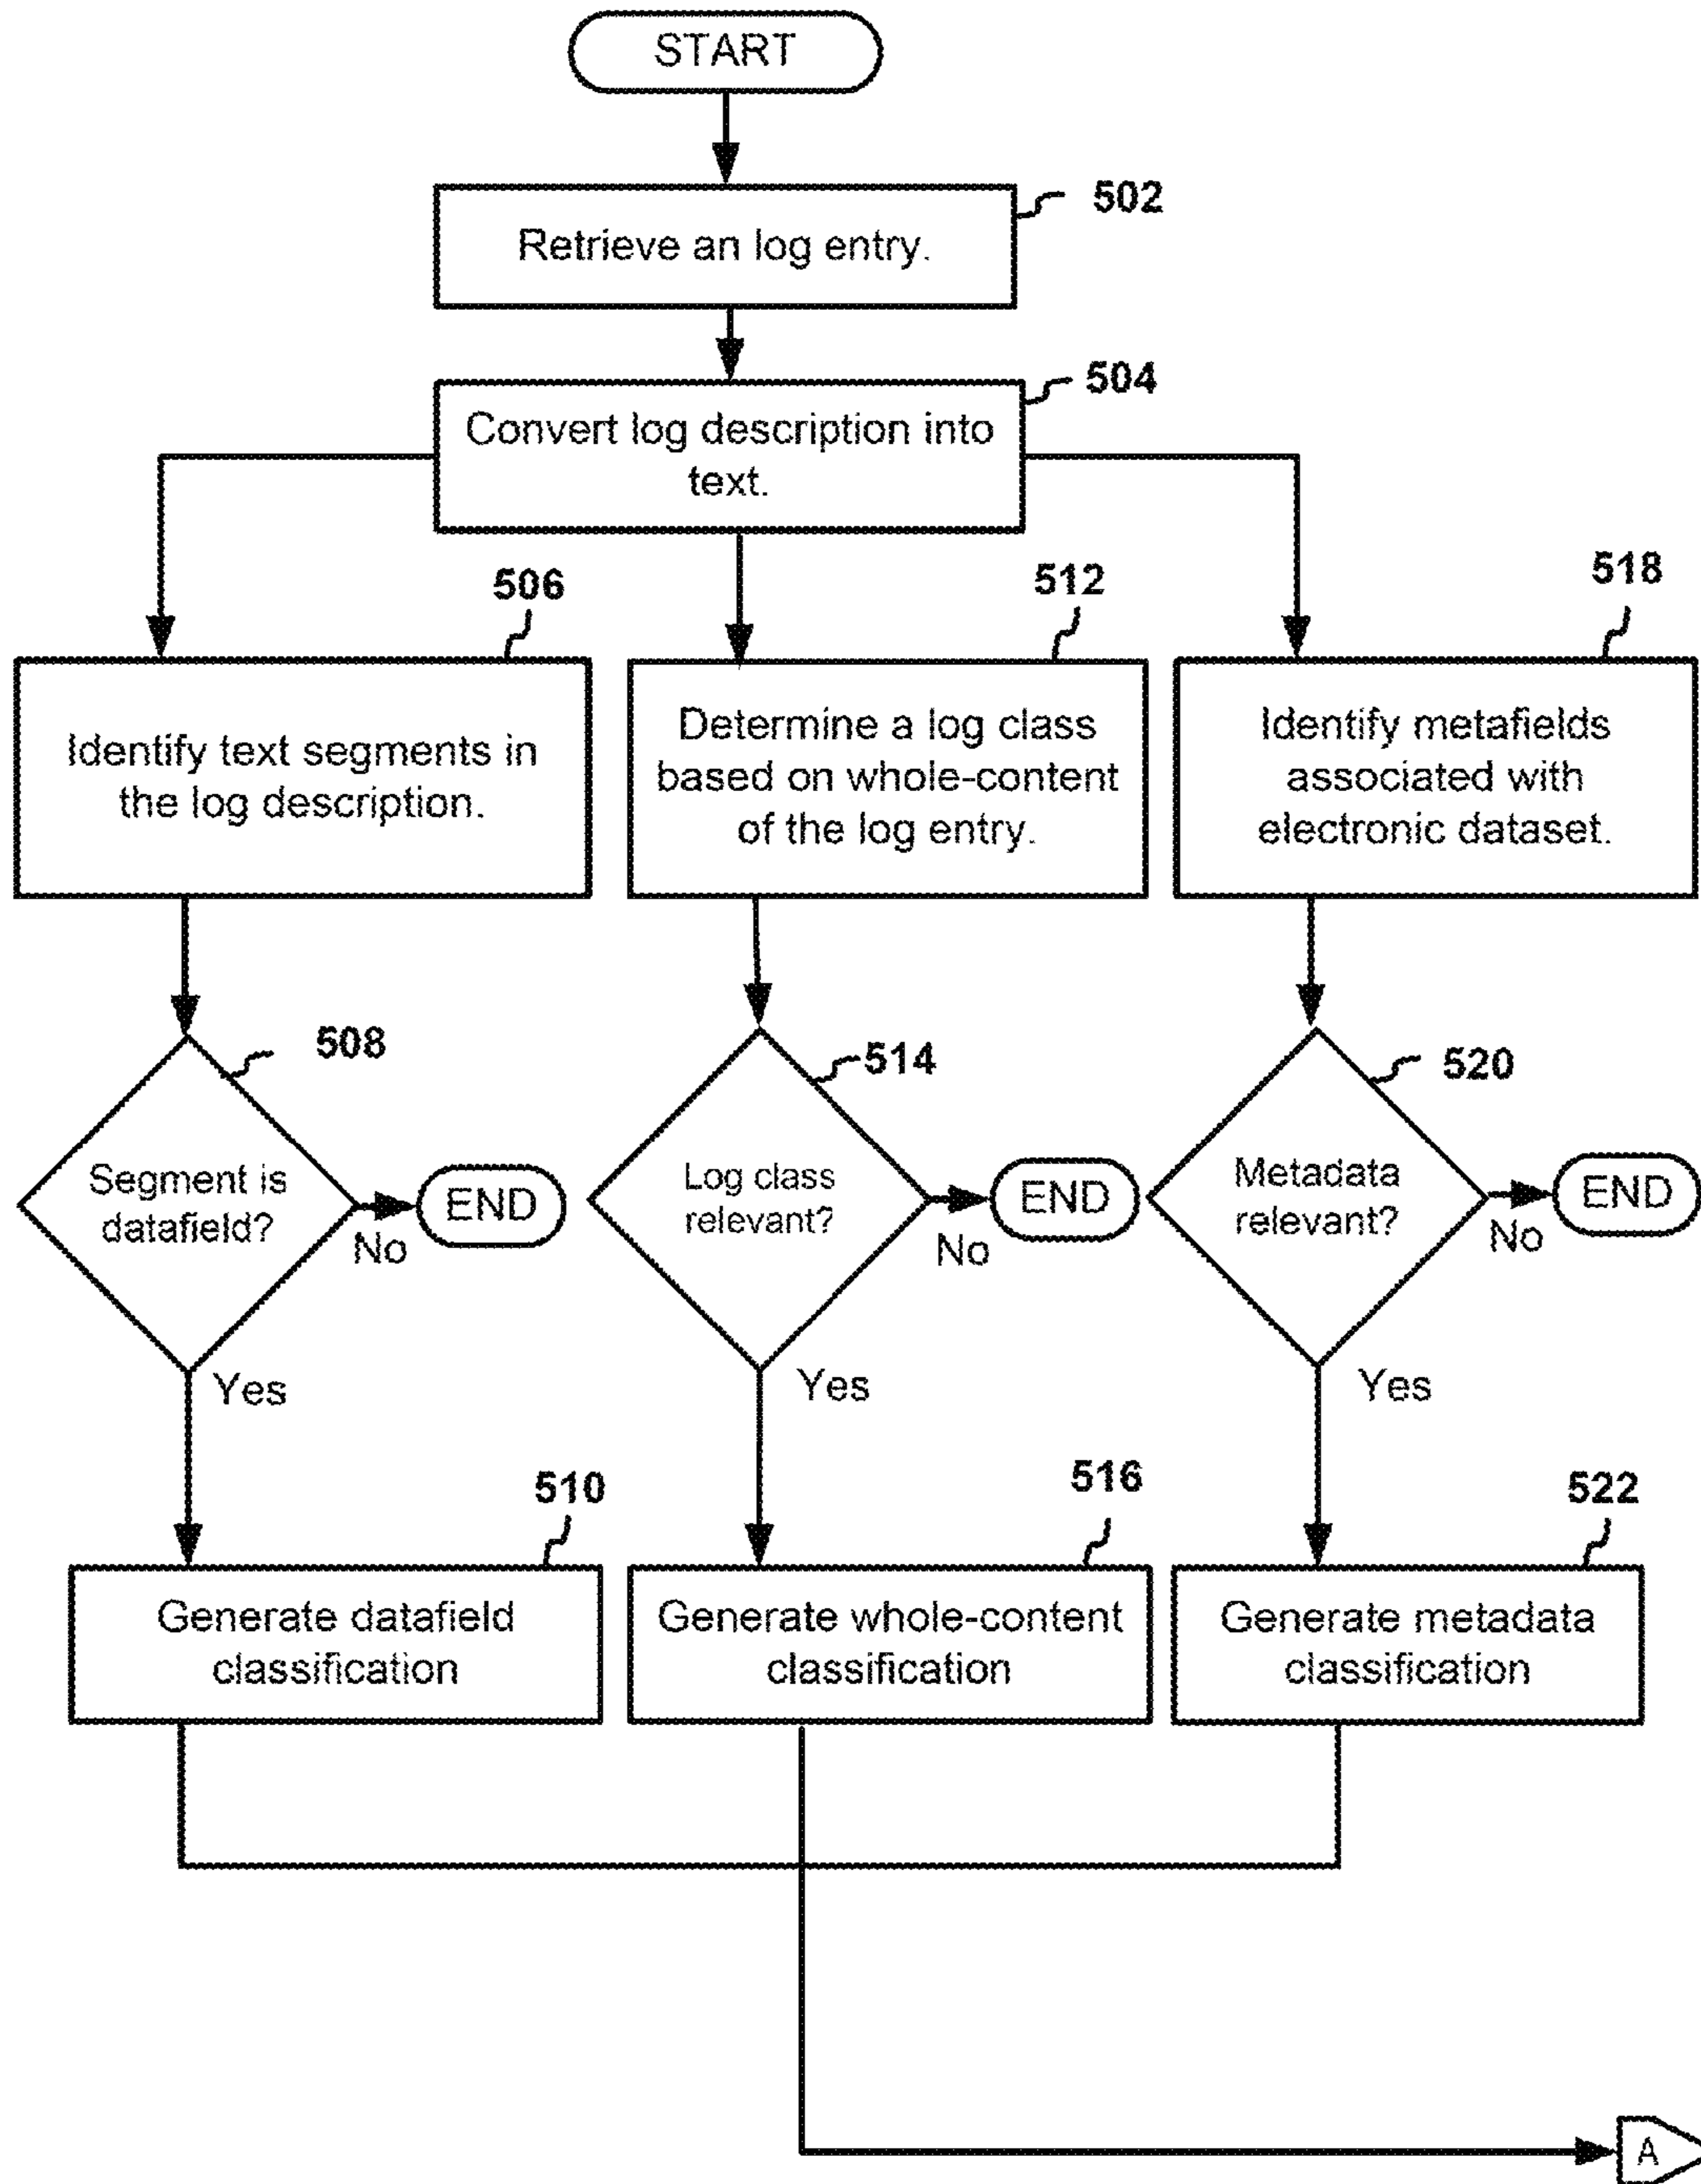 START
502
Retrieve an log entry.
504
Convert log description into
text.
506
512
518
Identify text segments in
the log description.
Determine a log class
based on whole-content
of the log entry.
Identify metafields
associated with
electronic dataset.
508
514
520
Segment is
datafield?
No
END
Log class
relevant?
No
END
Metadata
relevant?
No
END
Yes
Yes
Yes
510
516
522
Generate datafield
classification
Generate whole-content
classification
Generate metadata
classification
A